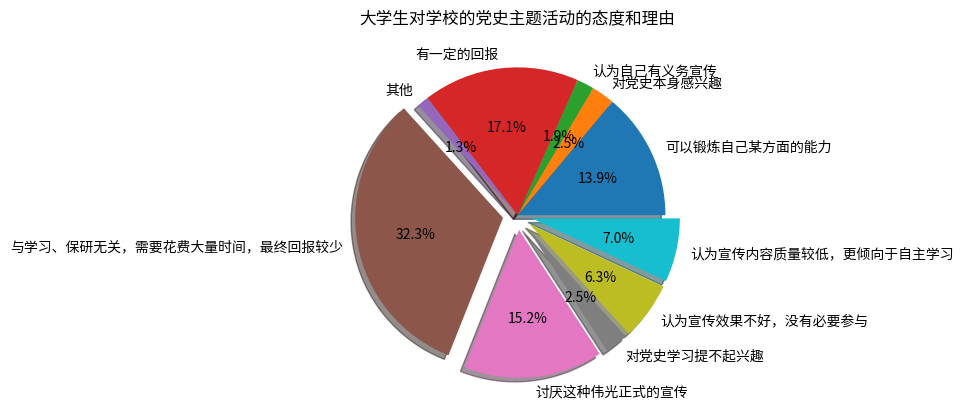 大学生对学校的党史主题活动的态度和理由
有一定的回报
认为自己有义务宣传
对党史本身感兴趣
其他
17.1%
1.9%
2.5%
1.3%
可以锻炼自己某方面的能力
13.9%
32.3%
7.0%
与学习、保研无关，需要花费大量时间，最终回报较少
认为宣传内容质量较低，更倾向于自主学习
6.3%
2.5%
15.2%
认为宣传效果不好，没有必要参与
对党史学习提不起兴趣
讨厌这种伟光正式的宣传